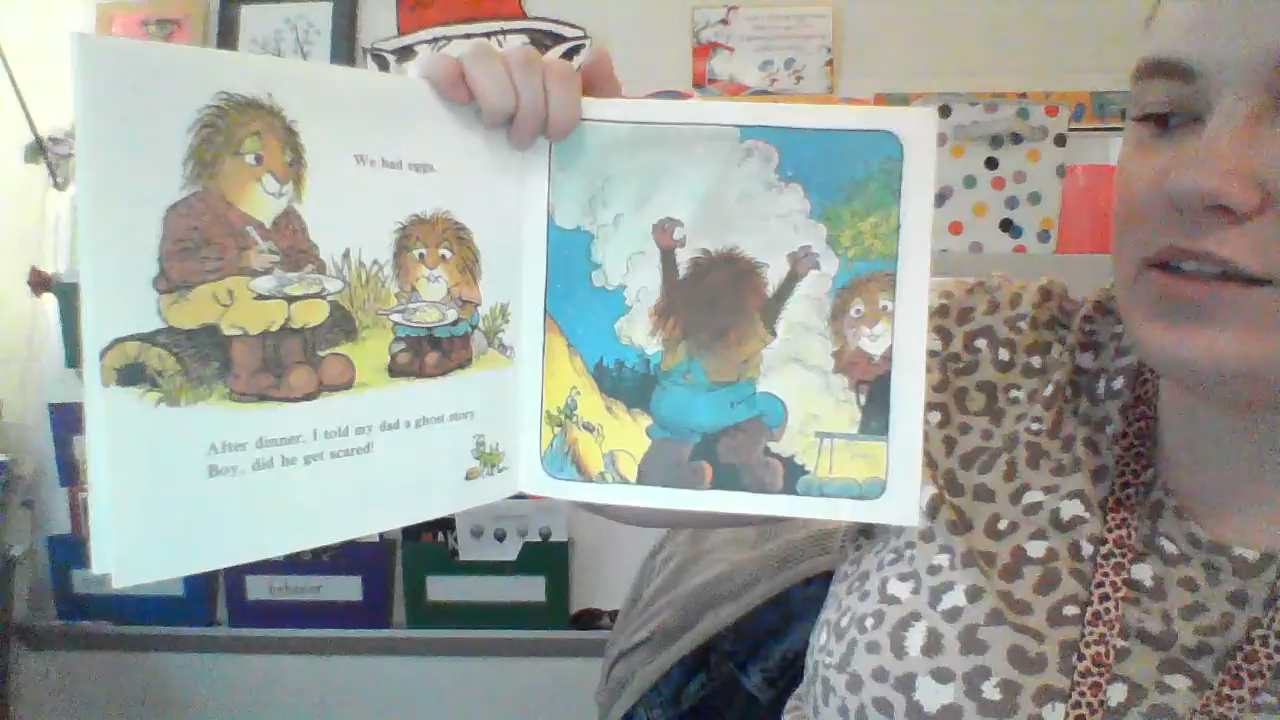 We had eggs.
After dinner, I told my dad a ghost story
Boy, did he get scared!
behavior